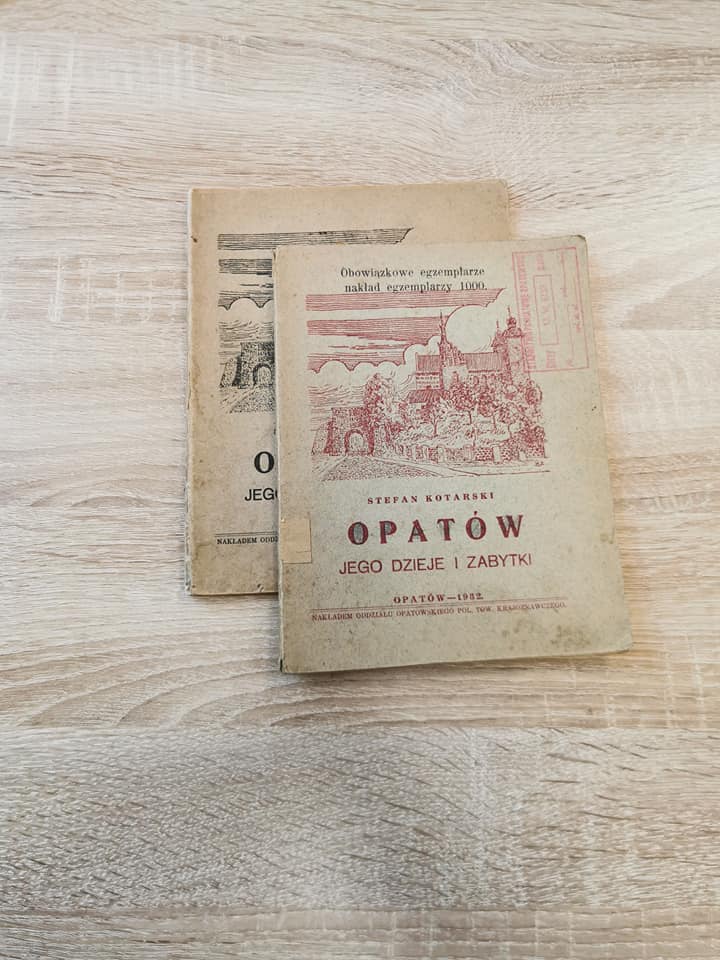 Obowiązkowe egzemplarze
nakład egzemplarzy 1000.
STEFAN KOTARSKI
OPATÓW
JEGO DZIEJE I ZABYTKI
OPATÓW—1932.
NAKŁADEM ODDZIAŁU OPATOWSKIEGO POL. TOW. KRAJOZNAWCZEGO.
O
JEG
NAKŁADEM ODDZ